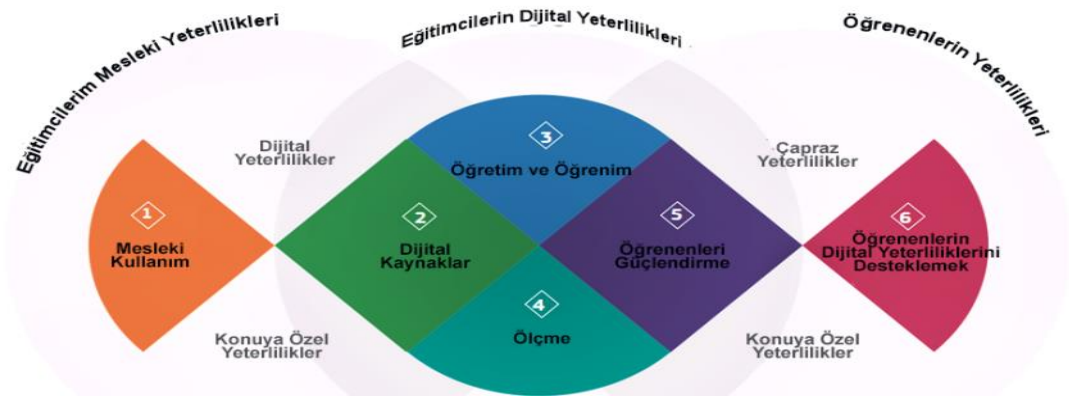 Eğitimcilerim Mesleki Yeterlilikleri
Eğitimcilerin Dijital Yeterlilikleri
Öğrenenlerin Yeterlilikleri
Dijital
Yeterlilikler
Konuya Özel
Yeterlilikler
1
Mesleki
Kullanım
2
Dijital
Kaynaklar
3
Öğretim ve Öğrenim
4
Ölçme
5
Öğrenenleri
Güçlendirme
Çapraz
Yeterlilikler
Konuya Özel
Yeterlilikler
6
Öğrenenlerin
Dijital Yeterliliklerini
Desteklemek